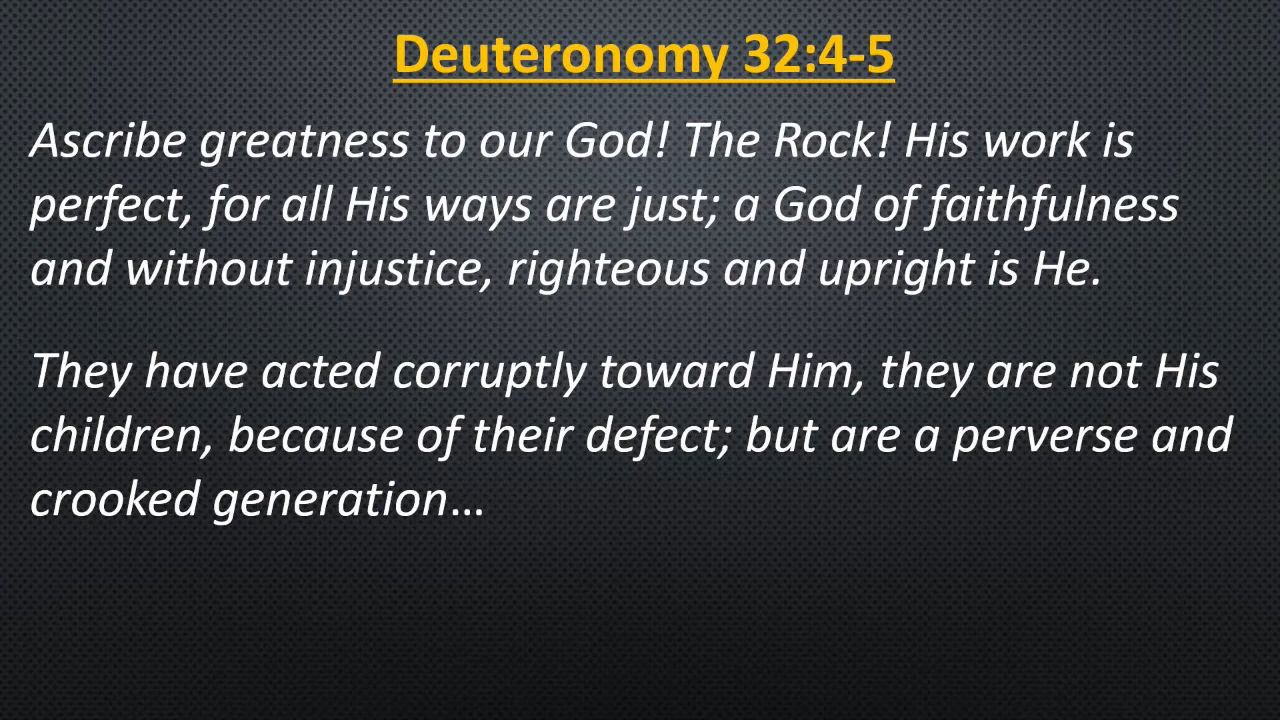 Deuteronomy 32:4-5
Ascribe greatness to our God! The Rock! His work is
perfect, for all His ways are just; a God of faithfulness
and without injustice, righteous and upright is He.
They have acted corruptly toward Him, they are not His
children, because of their defect; but are a perverse and
crooked generation...